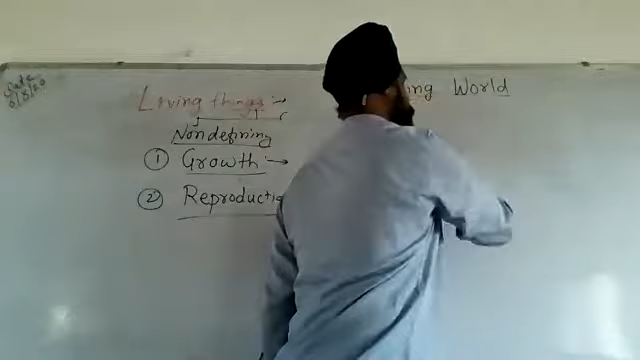 ing World
Living things :-
Nondefining
① Growth :→
② Reproductio